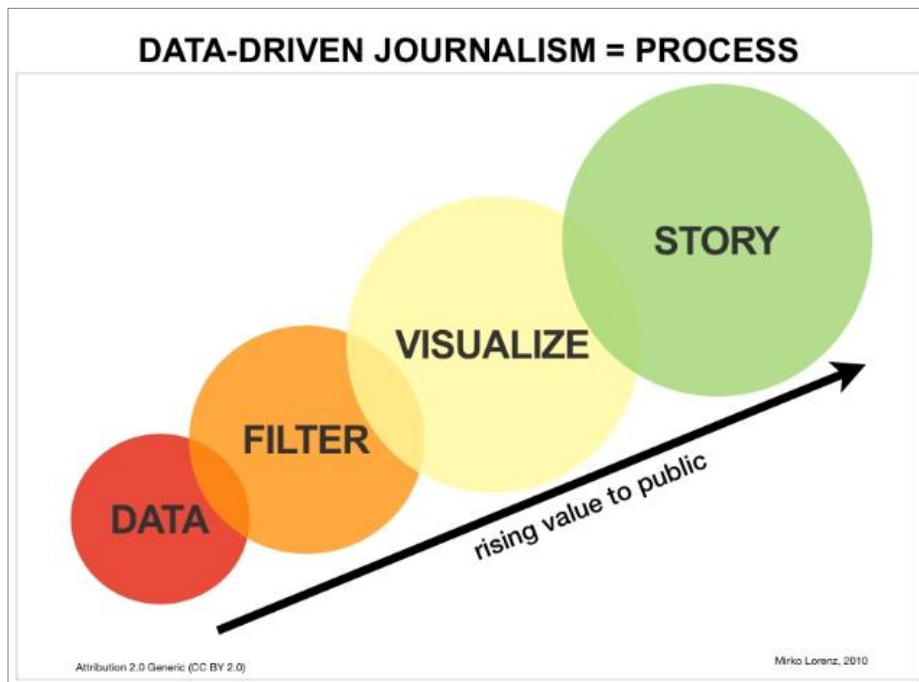 DATA-DRIVEN JOURNALISM = PROCESS
STORY
VISUALIZE
FILTER
DATA
rising value to public
Attribution 2.0 Generic (CC BY 2.0)
Mirko Lorenz, 2010